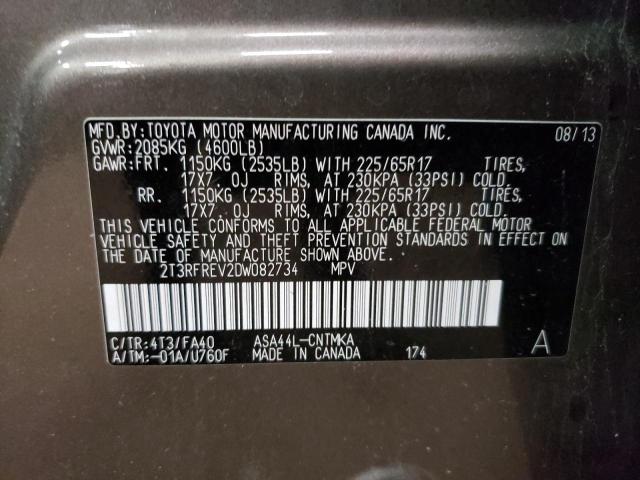 MFD.BY:TOYOTA MOTOR MANUFACTURING CANADA INC. 08/13
GVWR:2085KG (4600LB)
GAWR:FRT. 1150KG (2535LB) WITH 225/65R17 TIRES,
17X7.0J RIMS, AT 230KPA (33PSI) COLD.
RR. 1150KG (2535LB) WITH 225/65R17 TIRES,
17X7.0J RIMS, AT 230KPA (33PSI) COLD.
THIS VEHICLE CONFORMS TO ALL APPLICABLE FEDERAL MOTOR
VEHICLE SAFETY AND THEFT PREVENTION STANDARDS IN EFFECT ON
THE DATE OF MANUFACTURE SHOWN ABOVE.
2T3RFREV2DW082734 MPV
C/TR:4T3/FA40 ASA44L-CNTMKA
A/TM:-01A/U760F MADE IN CANADA 174 A